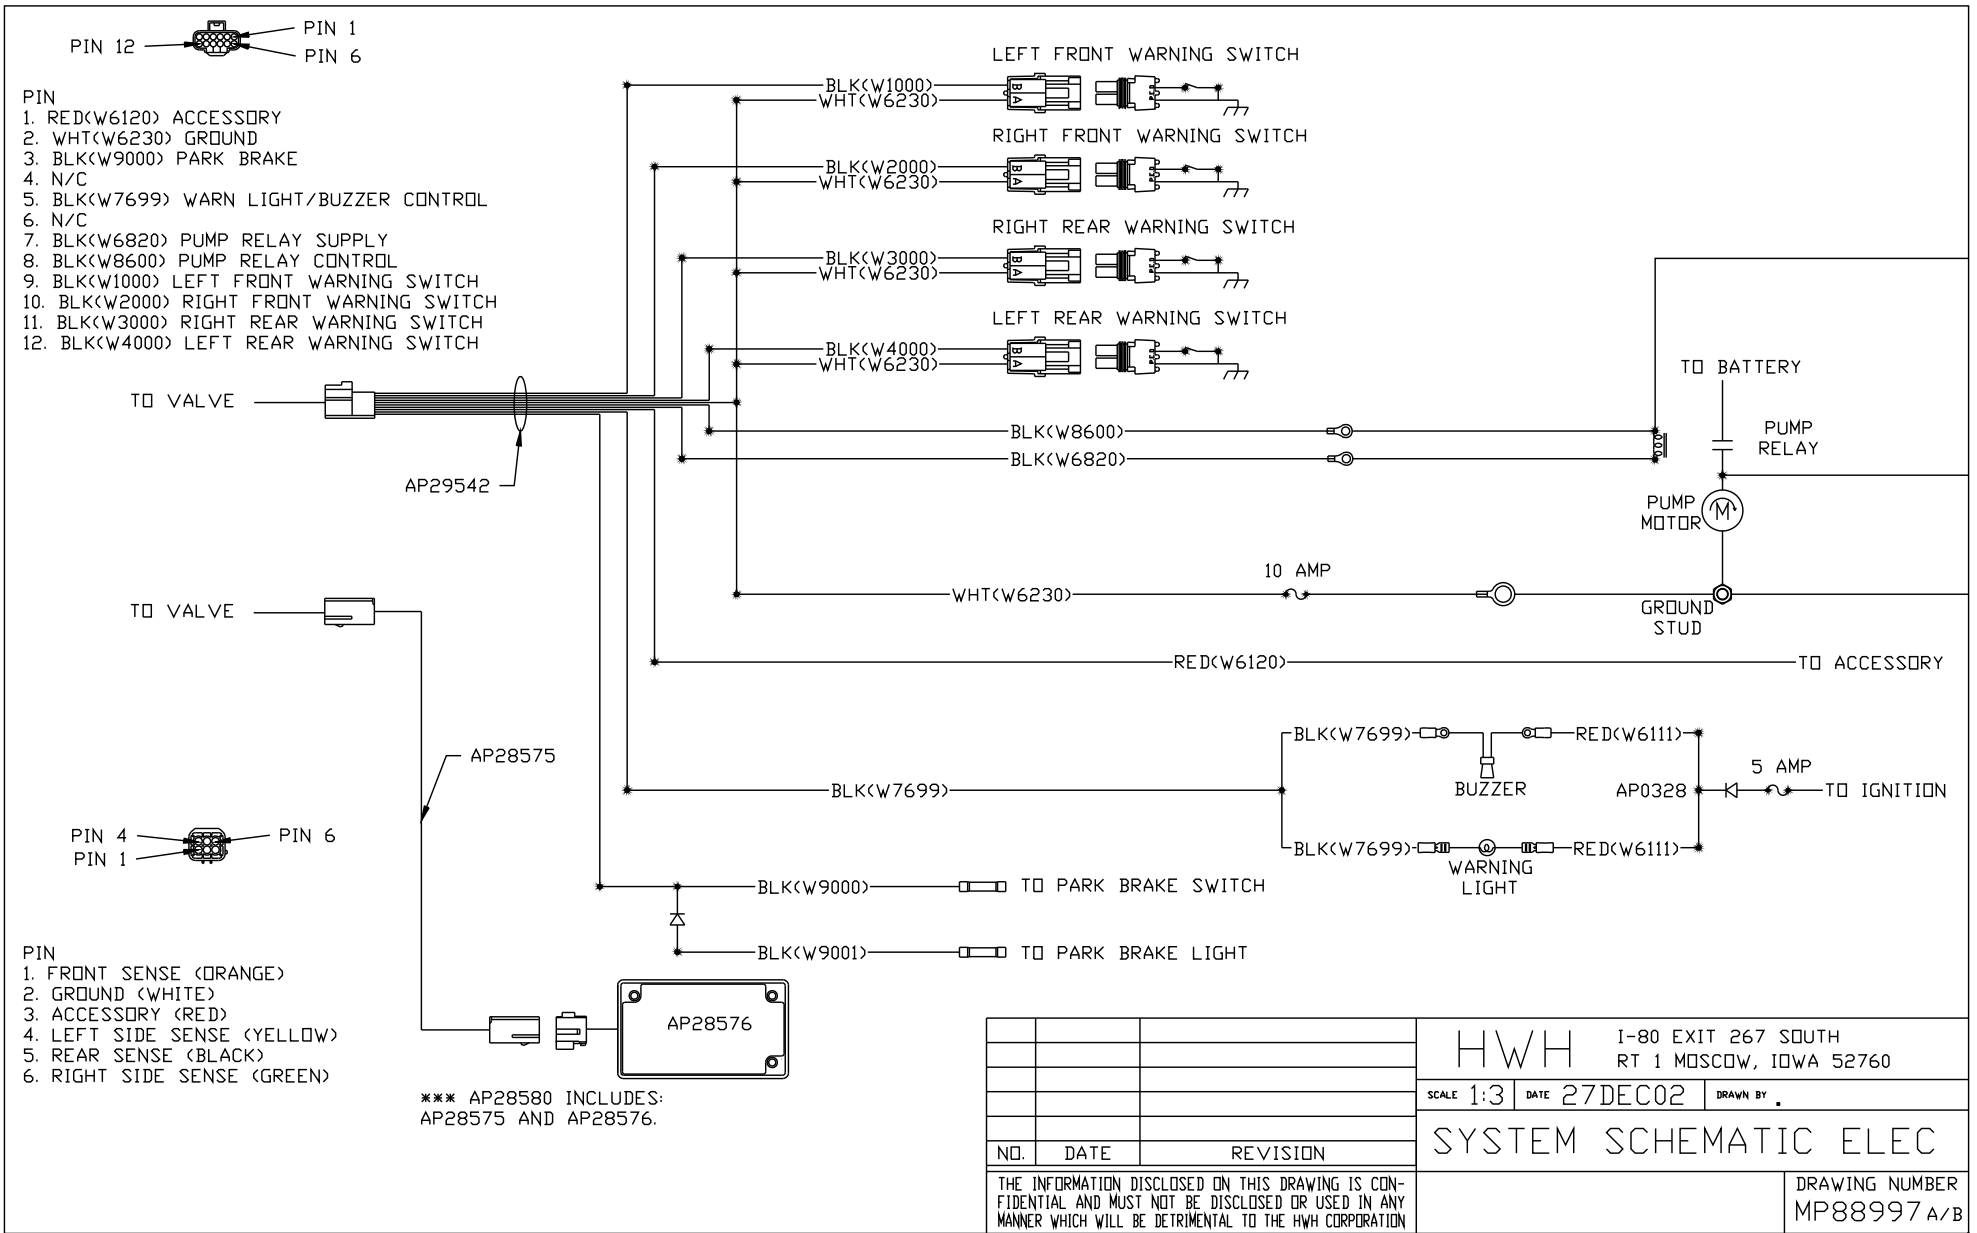 PIN 1
PIN 12
PIN 6
PIN
1. RED(W6120) ACCESSORY
2. WHT(W6230) GROUND
3. BLK(W9000) PARK BRAKE
4. N/C
5. BLK(W7699) WARN LIGHT/BUZZER CONTROL
6. N/C
7. BLK(W6820) PUMP RELAY SUPPLY
8. BLK(W8600) PUMP RELAY CONTROL
9. BLK(W1000) LEFT FRONT WARNING SWITCH
10. BLK(W2000) RIGHT FRONT WARNING SWITCH
11. BLK(W3000) RIGHT REAR WARNING SWITCH
12. BLK(W4000) LEFT REAR WARNING SWITCH
LEFT FRONT WARNING SWITCH
BLK(W1000)
WHT(W6230)
B
A
RIGHT FRONT WARNING SWITCH
BLK(W2000)
WHT(W6230)
B
A
RIGHT REAR WARNING SWITCH
BLK(W3000)
WHT(W6230)
B
A
LEFT REAR WARNING SWITCH
BLK(W4000)
WHT(W6230)
B
A
TO VALVE
AP29542
BLK(W8600)
BLK(W6820)
TO BATTERY
PUMP
RELAY
PUMP
MOTOR
M
10 AMP
WHT(W6230)
GROUND
STUD
RED(W6120)
TO ACCESSORY
TO VALVE
AP28575
BLK(W7699)
BLK(W7699)
BUZZER
RED(W6111)
5 AMP
AP0328
TO IGNITION
BLK(W7699)
WARNING
LIGHT
RED(W6111)
PIN 4
PIN 6
PIN 1
BLK(W9000)
TO PARK BRAKE SWITCH
BLK(W9001)
TO PARK BRAKE LIGHT
PIN
1. FRONT SENSE (ORANGE)
2. GROUND (WHITE)
3. ACCESSORY (RED)
4. LEFT SIDE SENSE (YELLOW)
5. REAR SENSE (BLACK)
6. RIGHT SIDE SENSE (GREEN)
AP28576
*** AP28580 INCLUDES:
AP28575 AND AP28576.
NO. DATE REVISION
THE INFORMATION DISCLOSED ON THIS DRAWING IS CON-
FIDENTIAL AND MUST NOT BE DISCLOSED OR USED IN ANY
MANNER WHICH WILL BE DETRIMENTAL TO THE HWH CORPORATION
HWH
I-80 EXIT 267 SOUTH
RT 1 MOSCOW, IOWA 52760
SCALE 1:3 DATE 27DEC02 DRAWN BY .
SYSTEM SCHEMATIC ELEC
DRAWING NUMBER
MP88997 A/B